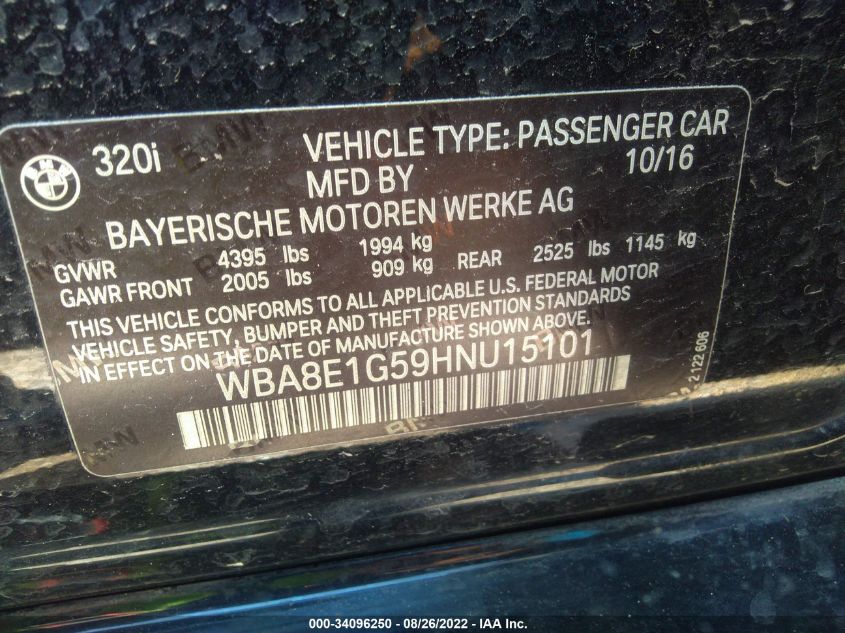 320i
VEHICLE TYPE: PASSENGER CAR
MFD BY 10/16
BAYERISCHE MOTOREN WERKE AG
GVWR 4395 lbs 1994 kg
GAWR FRONT 2005 lbs 909 kg REAR 2525 lbs 1145 kg
THIS VEHICLE CONFORMS TO ALL APPLICABLE U.S. FEDERAL MOTOR
VEHICLE SAFETY, BUMPER AND THEFT PREVENTION STANDARDS
IN EFFECT ON THE DATE OF MANUFACTURE SHOWN ABOVE.
WBA8E1G59HNU15101
2 122 606
BMW
000-34096250 - 08/26/2022 - IAA Inc.